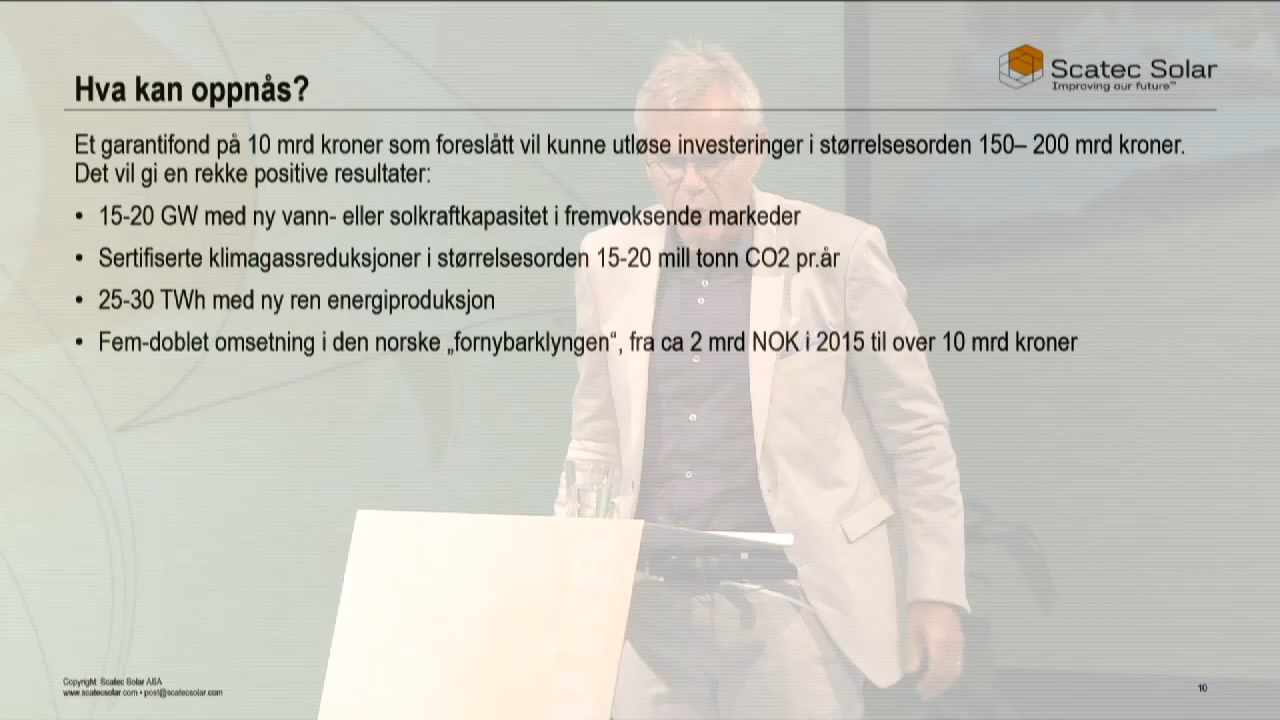 Hva kan oppnås?
Scatec Solar
Improving our future™
Et garantifond på 10 mrd kroner som foreslått vil kunne utløse investeringer i størrelsesorden 150– 200 mrd kroner.
Det vil gi en rekke positive resultater:
• 15-20 GW med ny vann- eller solkraftkapasitet i fremvoksende markeder
• Sertifiserte klimagassreduksjoner i størrelsesorden 15-20 mill tonn CO2 pr.år
• 25-30 TWh med ny ren energiproduksjon
• Fem-doblet omsetning i den norske „fornybarklyngen“, fra ca 2 mrd NOK i 2015 til over 10 mrd kroner
Copyright: Scatec Solar ASA
www.scatecsolar.com • post@scatecsolar.com
10